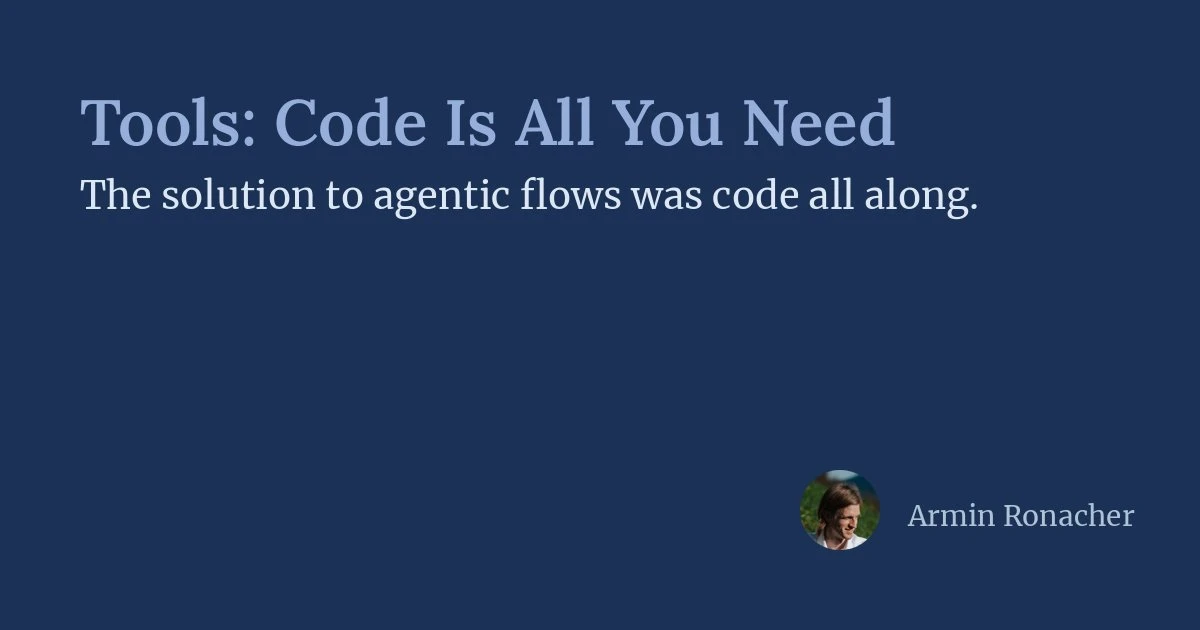 Tools: Code Is All You Need
The solution to agentic flows was code all along.
Armin Ronacher